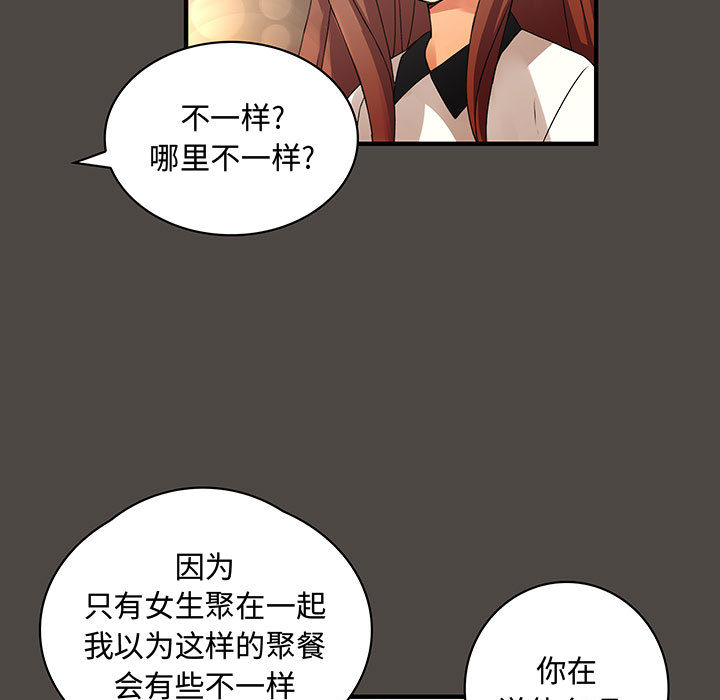 不一样?
哪里不一样?
因为
只有女生聚在一起
我以为这样的聚餐
会有些不一样
你在